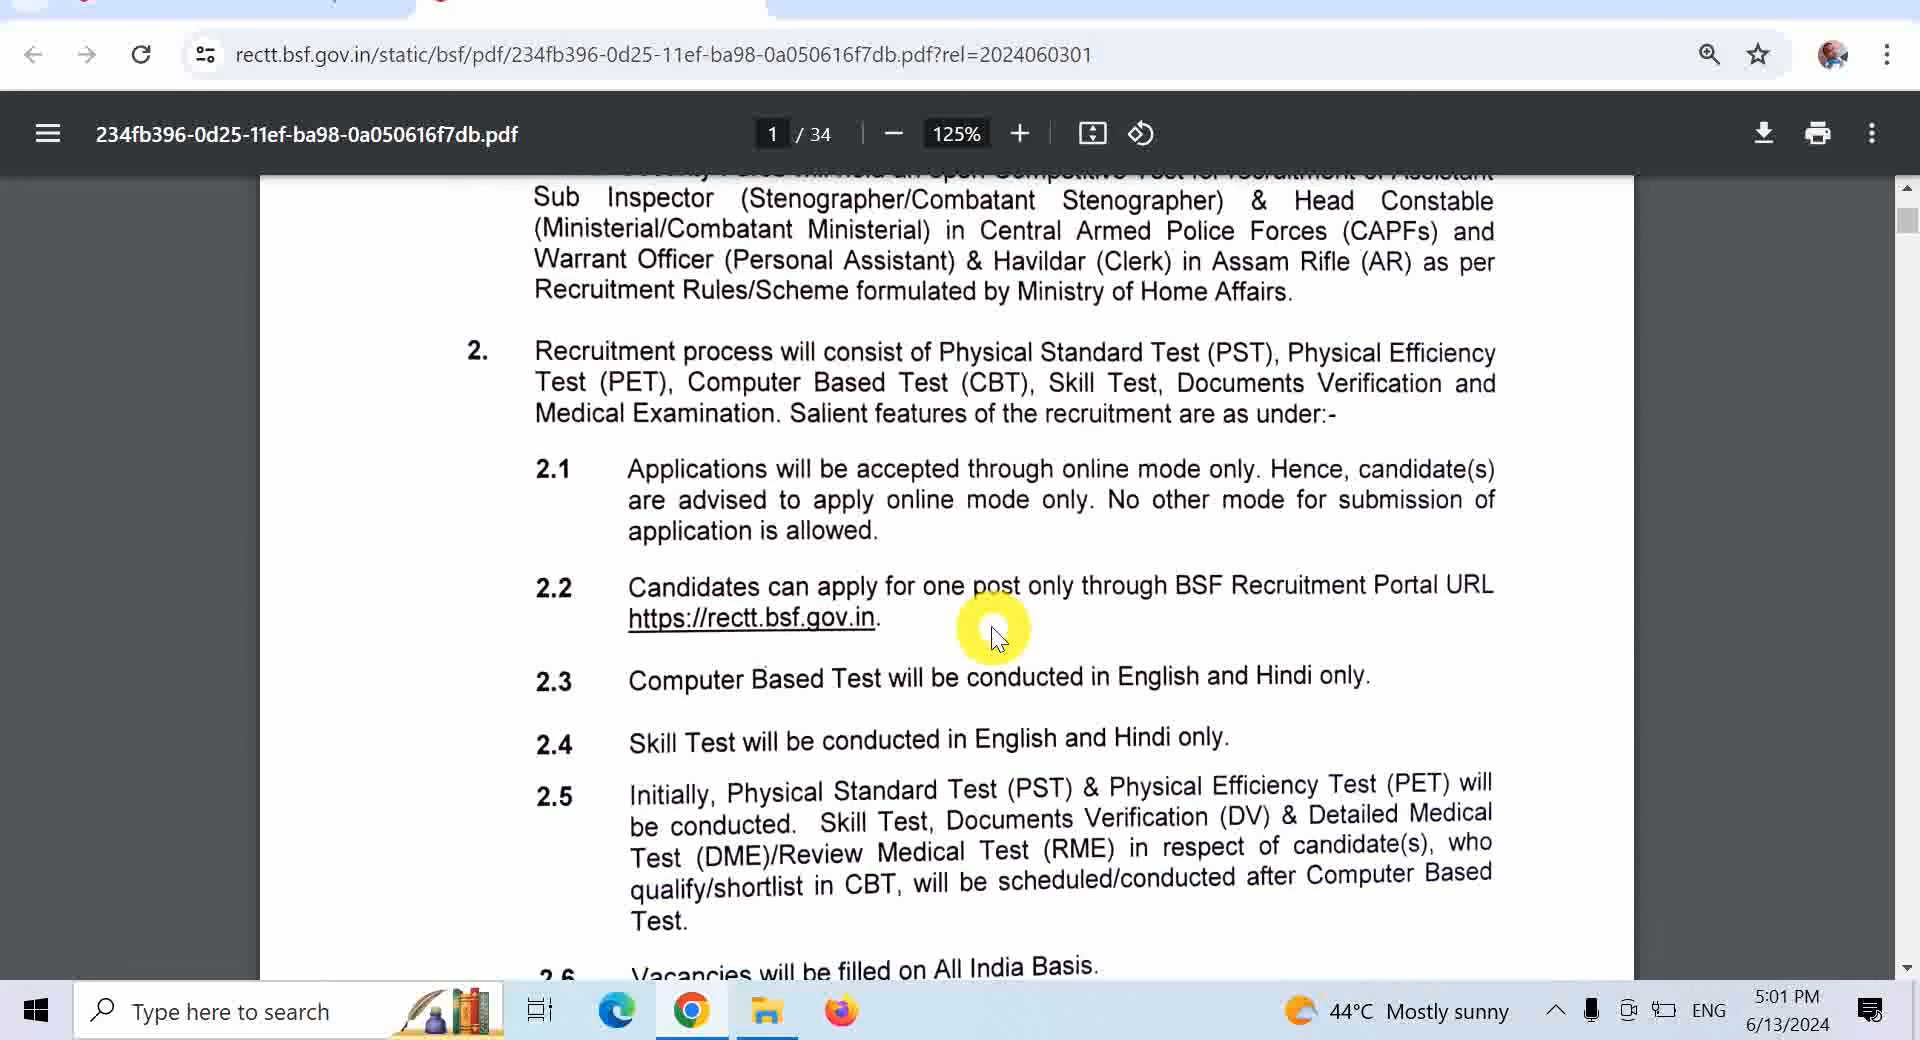 rectt.bsf.gov.in/static/bsf/pdf/234fb396-0d25-11ef-ba98-0a050616f7db.pdf?rel=2024060301
234fb396-0d25-11ef-ba98-0a050616f7db.pdf
1 / 34
125%
Sub Inspector (Stenographer/Combatant Stenographer) & Head Constable
(Ministerial/Combatant Ministerial) in Central Armed Police Forces (CAPFs) and
Warrant Officer (Personal Assistant) & Havildar (Clerk) in Assam Rifle (AR) as per
Recruitment Rules/Scheme formulated by Ministry of Home Affairs.
2. Recruitment process will consist of Physical Standard Test (PST), Physical Efficiency
Test (PET), Computer Based Test (CBT), Skill Test, Documents Verification and
Medical Examination. Salient features of the recruitment are as under:-
2.1 Applications will be accepted through online mode only. Hence, candidate(s)
are advised to apply online mode only. No other mode for submission of
application is allowed.
2.2 Candidates can apply for one post only through BSF Recruitment Portal URL
https://rectt.bsf.gov.in.
2.3 Computer Based Test will be conducted in English and Hindi only.
2.4 Skill Test will be conducted in English and Hindi only.
2.5 Initially, Physical Standard Test (PST) & Physical Efficiency Test (PET) will
be conducted. Skill Test, Documents Verification (DV) & Detailed Medical
Test (DME)/Review Medical Test (RME) in respect of candidate(s), who
qualify/shortlist in CBT, will be scheduled/conducted after Computer Based
Test.
2.6 Vacancies will be filled on All India Basis.
Type here to search
44°C Mostly sunny
ENG
5:01 PM
6/13/2024